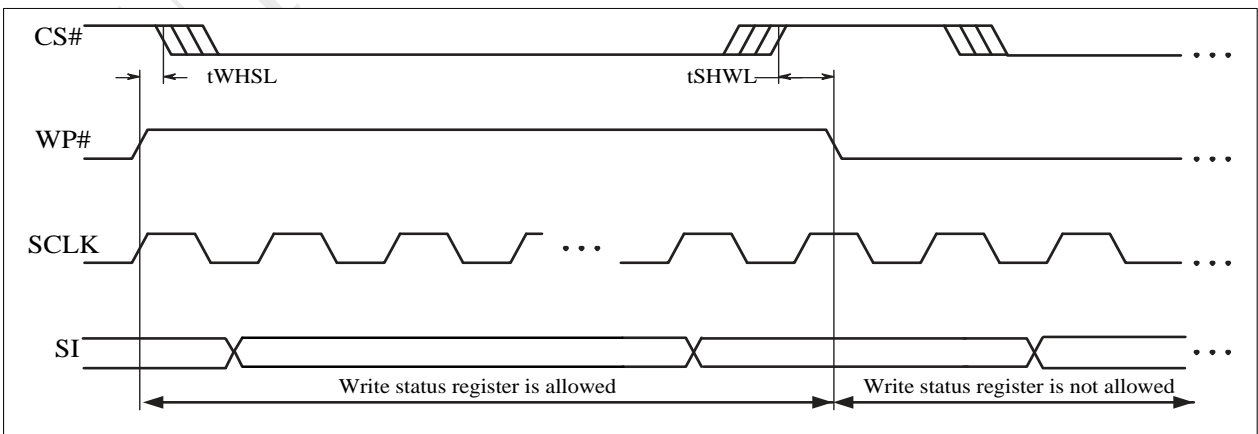 CS#
tWHSL
tSHWL
WP#
SCLK
SI
Write status register is allowed
Write status register is not allowed